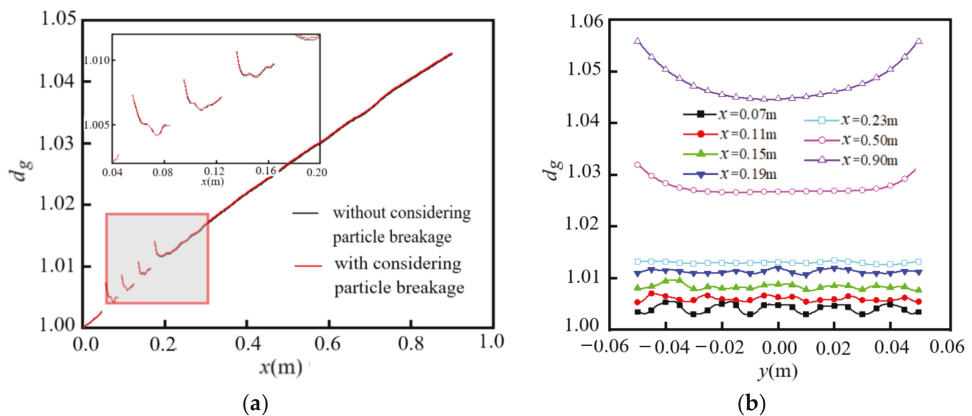 1.05
1.04
1.03
1.02
1.01
1.00
d_g
1.010
1.005
0.04
0.08
0.12
0.16
0.20
x(m)
without considering
particle breakage
with considering
particle breakage
0.0
0.2
0.4
0.6
0.8
1.0
x(m)
(a)
1.06
1.05
1.04
1.03
1.02
1.01
1.00
d_g
x=0.07m
x=0.11m
x=0.15m
x=0.19m
x=0.23m
x=0.50m
x=0.90m
−0.06
−0.04
−0.02
0.00
0.02
0.04
0.06
y(m)
(b)